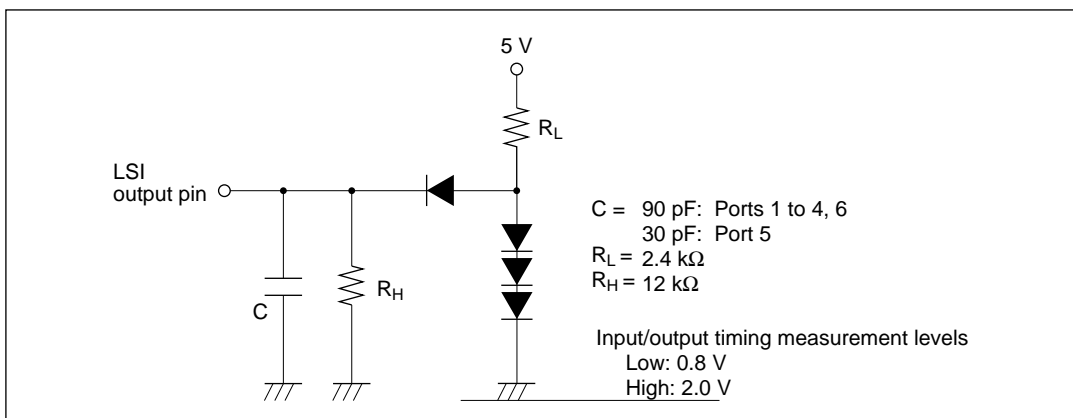 5 V
R_L
LSI
output pin
C
R_H
C = 90 pF: Ports 1 to 4, 6
30 pF: Port 5
R_L = 2.4 kΩ
R_H = 12 kΩ
Input/output timing measurement levels
Low: 0.8 V
High: 2.0 V